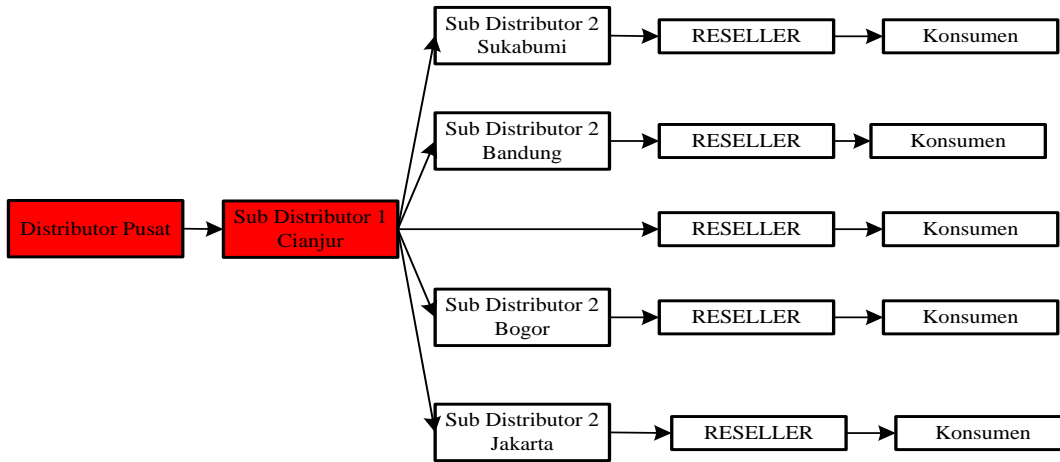 Sub Distributor 2
Sukabumi
RESELLER
Konsumen
Sub Distributor 2
Bandung
RESELLER
Konsumen
Distributor Pusat
Sub Distributor 1
Cianjur
RESELLER
Konsumen
Sub Distributor 2
Bogor
RESELLER
Konsumen
Sub Distributor 2
Jakarta
RESELLER
Konsumen